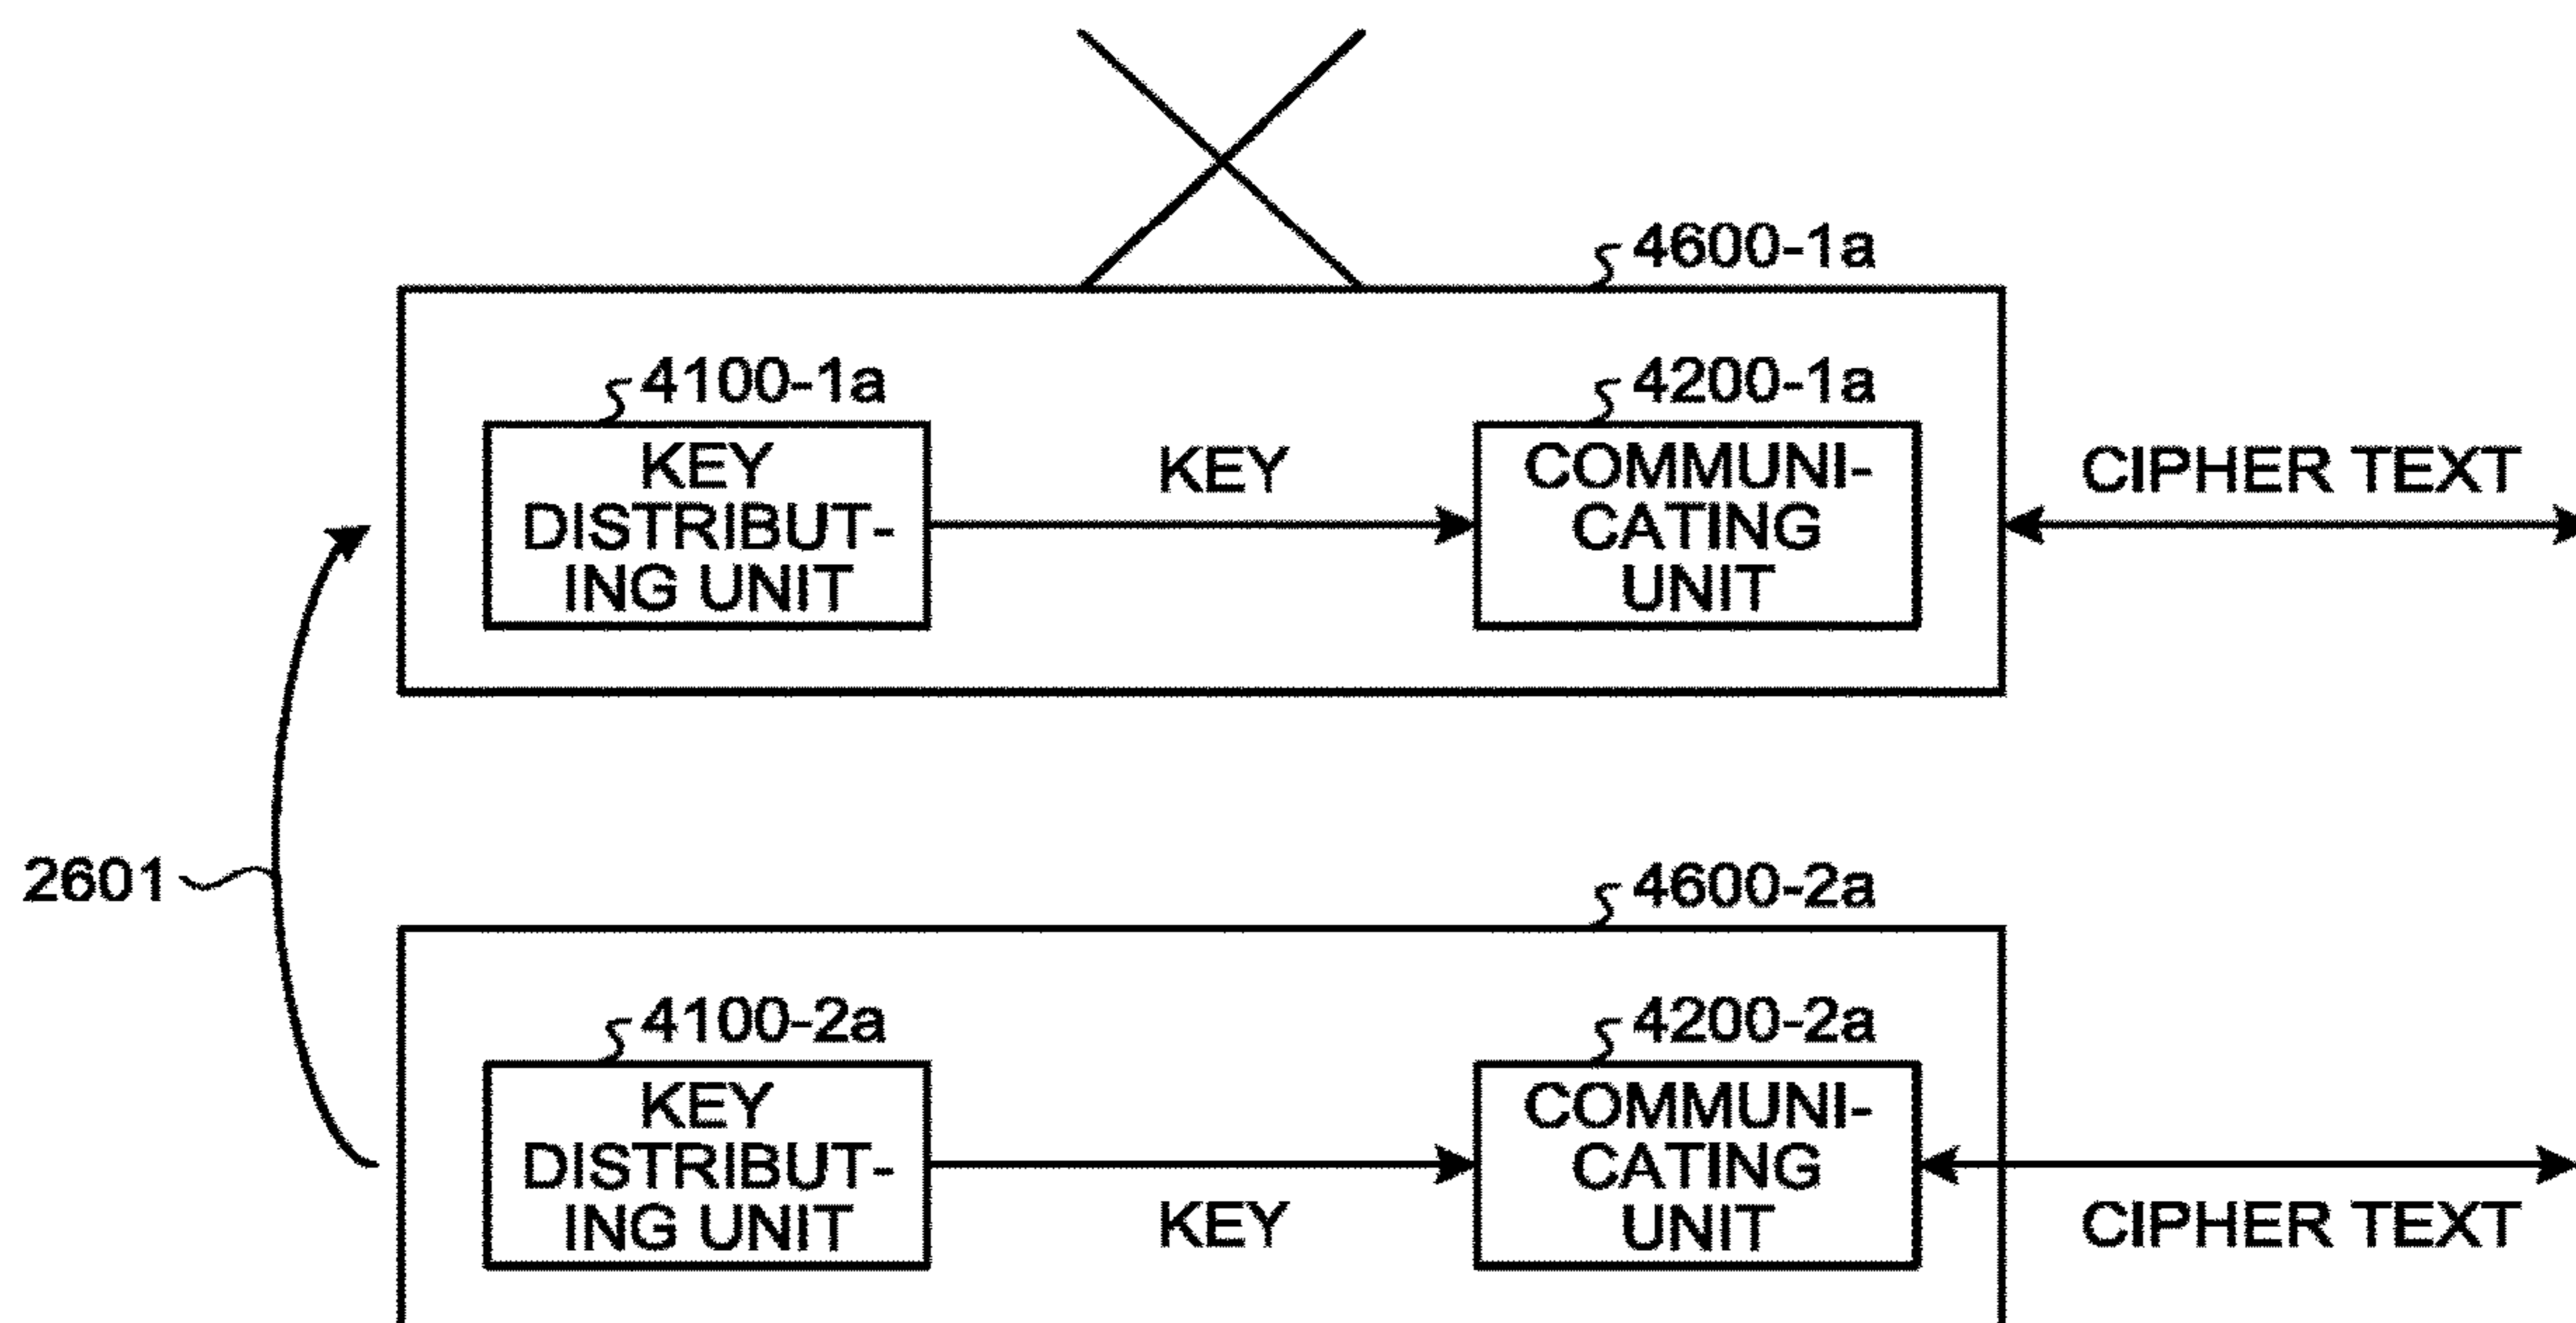 4600-1a
4100-1a
4200-1a
KEY
DISTRIBUT-
ING UNIT
KEY
COMMUNI-
CATING
UNIT
CIPHER TEXT
2601
4600-2a
4100-2a
4200-2a
KEY
DISTRIBUT-
ING UNIT
KEY
COMMUNI-
CATING
UNIT
CIPHER TEXT